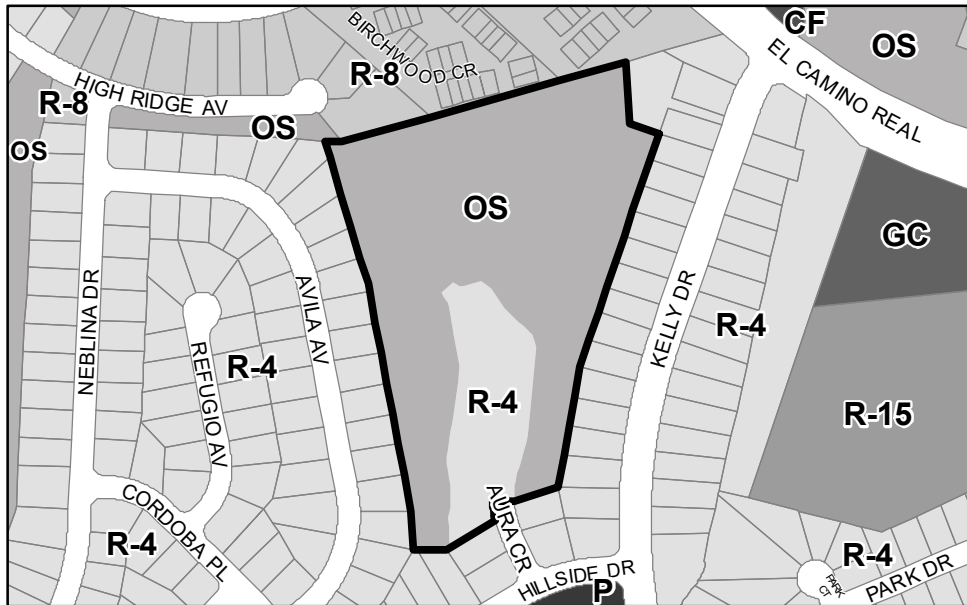 CF
OS
BIRCHWOOD CR
R-8
EL CAMINO REAL
HIGH RIDGE AV
R-8
OS
OS
OS
GC
NEBLINA DR
AVILA AV
KELLY DR
R-4
REFUGIO AV
R-4
R-4
R-15
CORDOBA PL
R-4
AURA CR
HILLSIDE DR
P
R-4
PARK CT
PARK DR